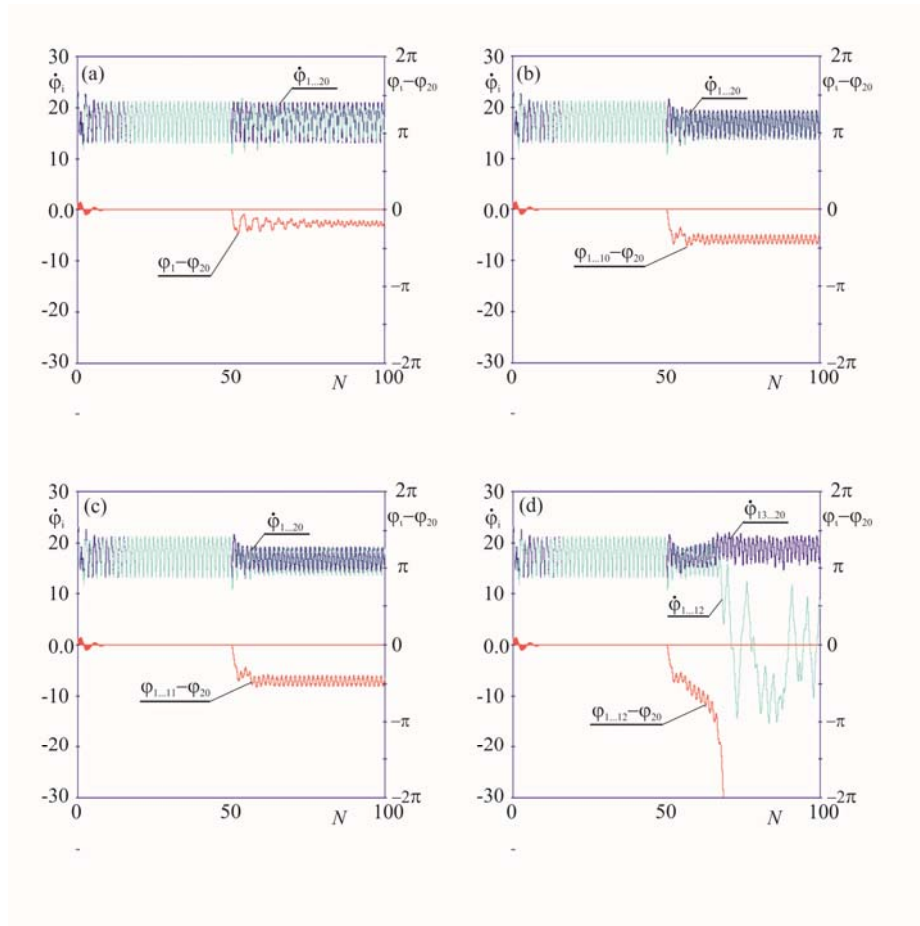 30
(a)
φ̇₁...₂₀
2π
φ̇ᵢ
φᵢ–φ₂₀
20
π
10
0.0
0
-10
φ₁–φ₂₀
–π
-20
-30
–2π
0
50
N
100
-
30
(b)
φ̇₁...₂₀
2π
φ̇ᵢ
φᵢ–φ₂₀
20
π
10
0.0
0
-10
φ₁...₁₀–φ₂₀
–π
-20
-30
–2π
0
50
N
100
-
30
(c)
φ̇₁...₂₀
2π
φ̇ᵢ
φᵢ–φ₂₀
20
π
10
0.0
0
-10
φ₁...₁₁–φ₂₀
–π
-20
-30
–2π
0
50
N
100
-
30
(d)
φ̇₁₃...₂₀
2π
φ̇ᵢ
φᵢ–φ₂₀
20
π
10
φ̇₁...₁₂
0.0
0
-10
φ₁...₁₂–φ₂₀
–π
-20
-30
–2π
0
50
N
100
-